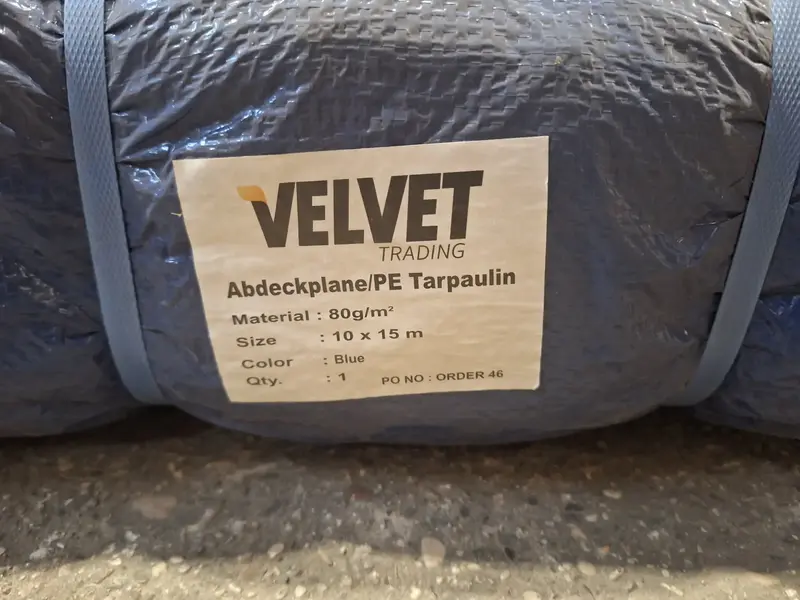 VELVET
TRADING
Abdeckplane/PE Tarpaulin
Material : 80g/m²
Size : 10 x 15 m
Color : Blue
Qty. : 1 PO NO : ORDER 46